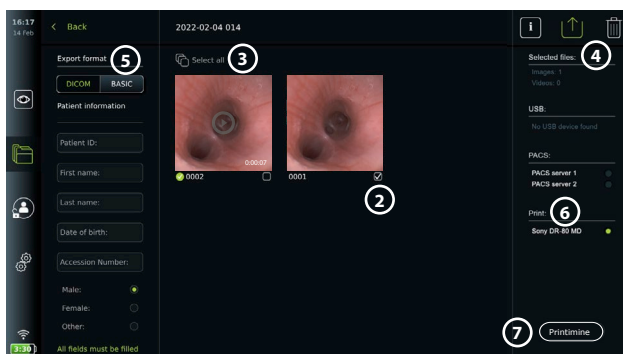 16:17
14 Feb
Back
2022-02-04 014
Export format
5
DICOM
BASIC
Patient information
Patient ID:
First name:
Last name:
Date of birth:
Accession Number:
Male:
Female:
Other:
All fields must be filled
3:30
Select all
3
0:00:07
0002
0001
2
i
Selected files:
4
Images: 1
Videos: 0
USB:
No USB device found
PACS:
PACS server 1
PACS server 2
Print:
6
Sony DR-80 MD
7
Printimine